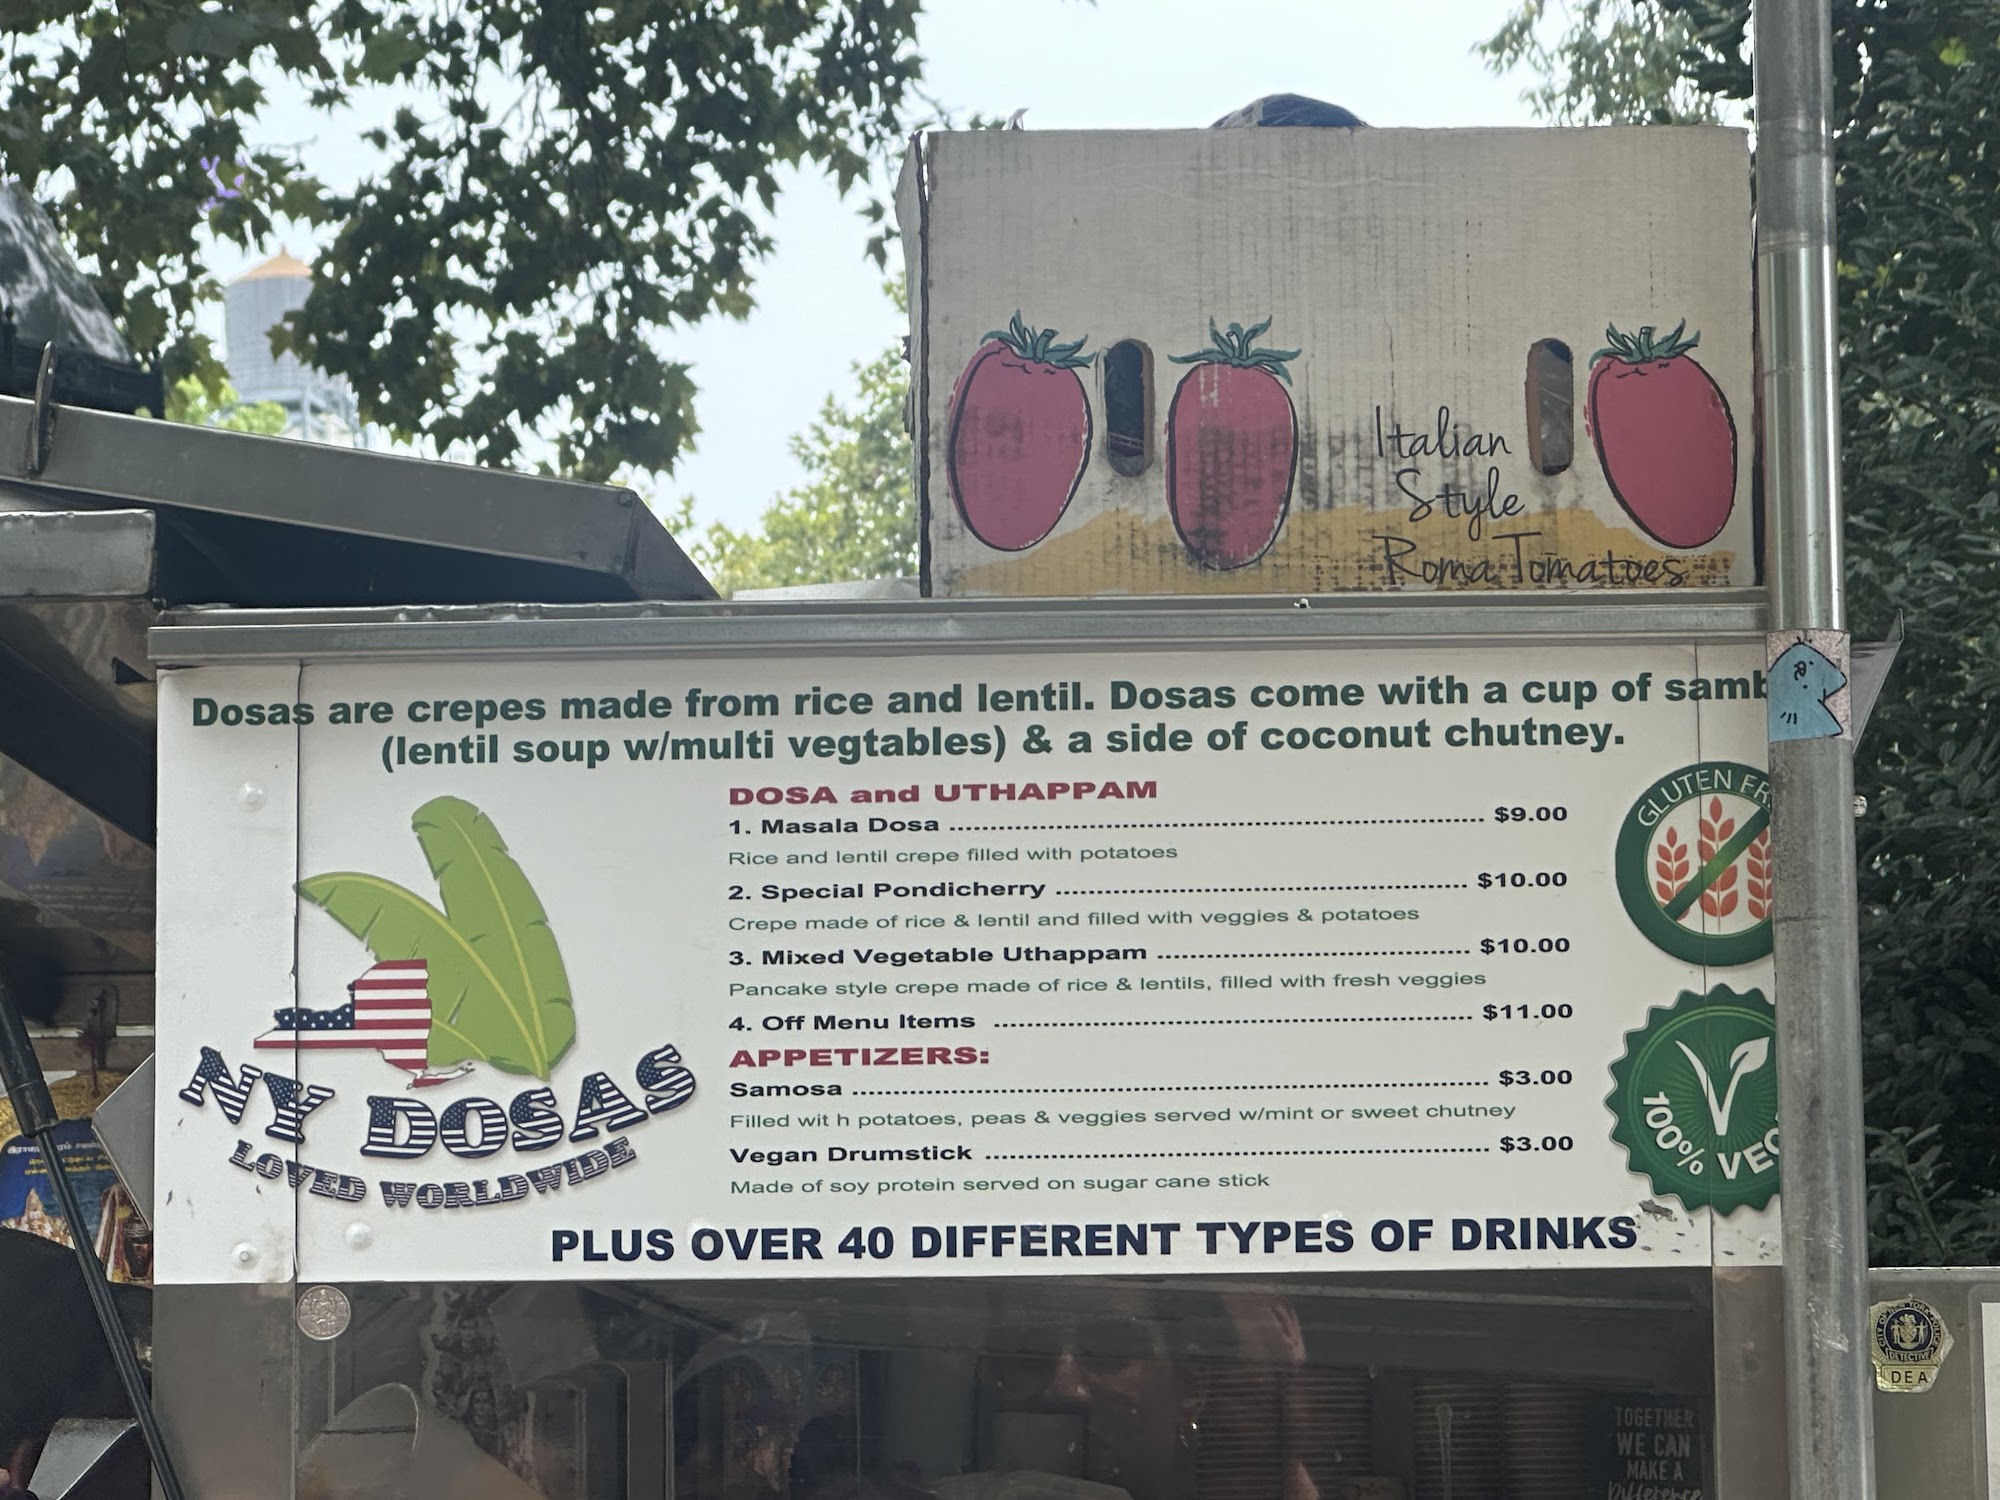 Italian
Style
Roma Tomatoes
Dosas are crepes made from rice and lentil. Dosas come with a cup of samb
(lentil soup w/multi vegtables) & a side of coconut chutney.
DOSA and UTHAPPAM
1. Masala Dosa ........ $9.00
Rice and lentil crepe filled with potatoes
2. Special Pondicherry ........ $10.00
Crepe made of rice & lentil and filled with veggies & potatoes
3. Mixed Vegetable Uthappam ........ $10.00
Pancake style crepe made of rice & lentils, filled with fresh veggies
4. Off Menu Items ........ $11.00
APPETIZERS:
Samosa ........ $3.00
Filled wit h potatoes, peas & veggies served w/mint or sweet chutney
Vegan Drumstick ........ $3.00
Made of soy protein served on sugar cane stick
PLUS OVER 40 DIFFERENT TYPES OF DRINKS
NY DOSAS
LOVED WORLDWIDE
GLUTEN FR
100% VEG
DETECTIVE
DEA
TOGETHER
WE CAN
MAKE A
Difference